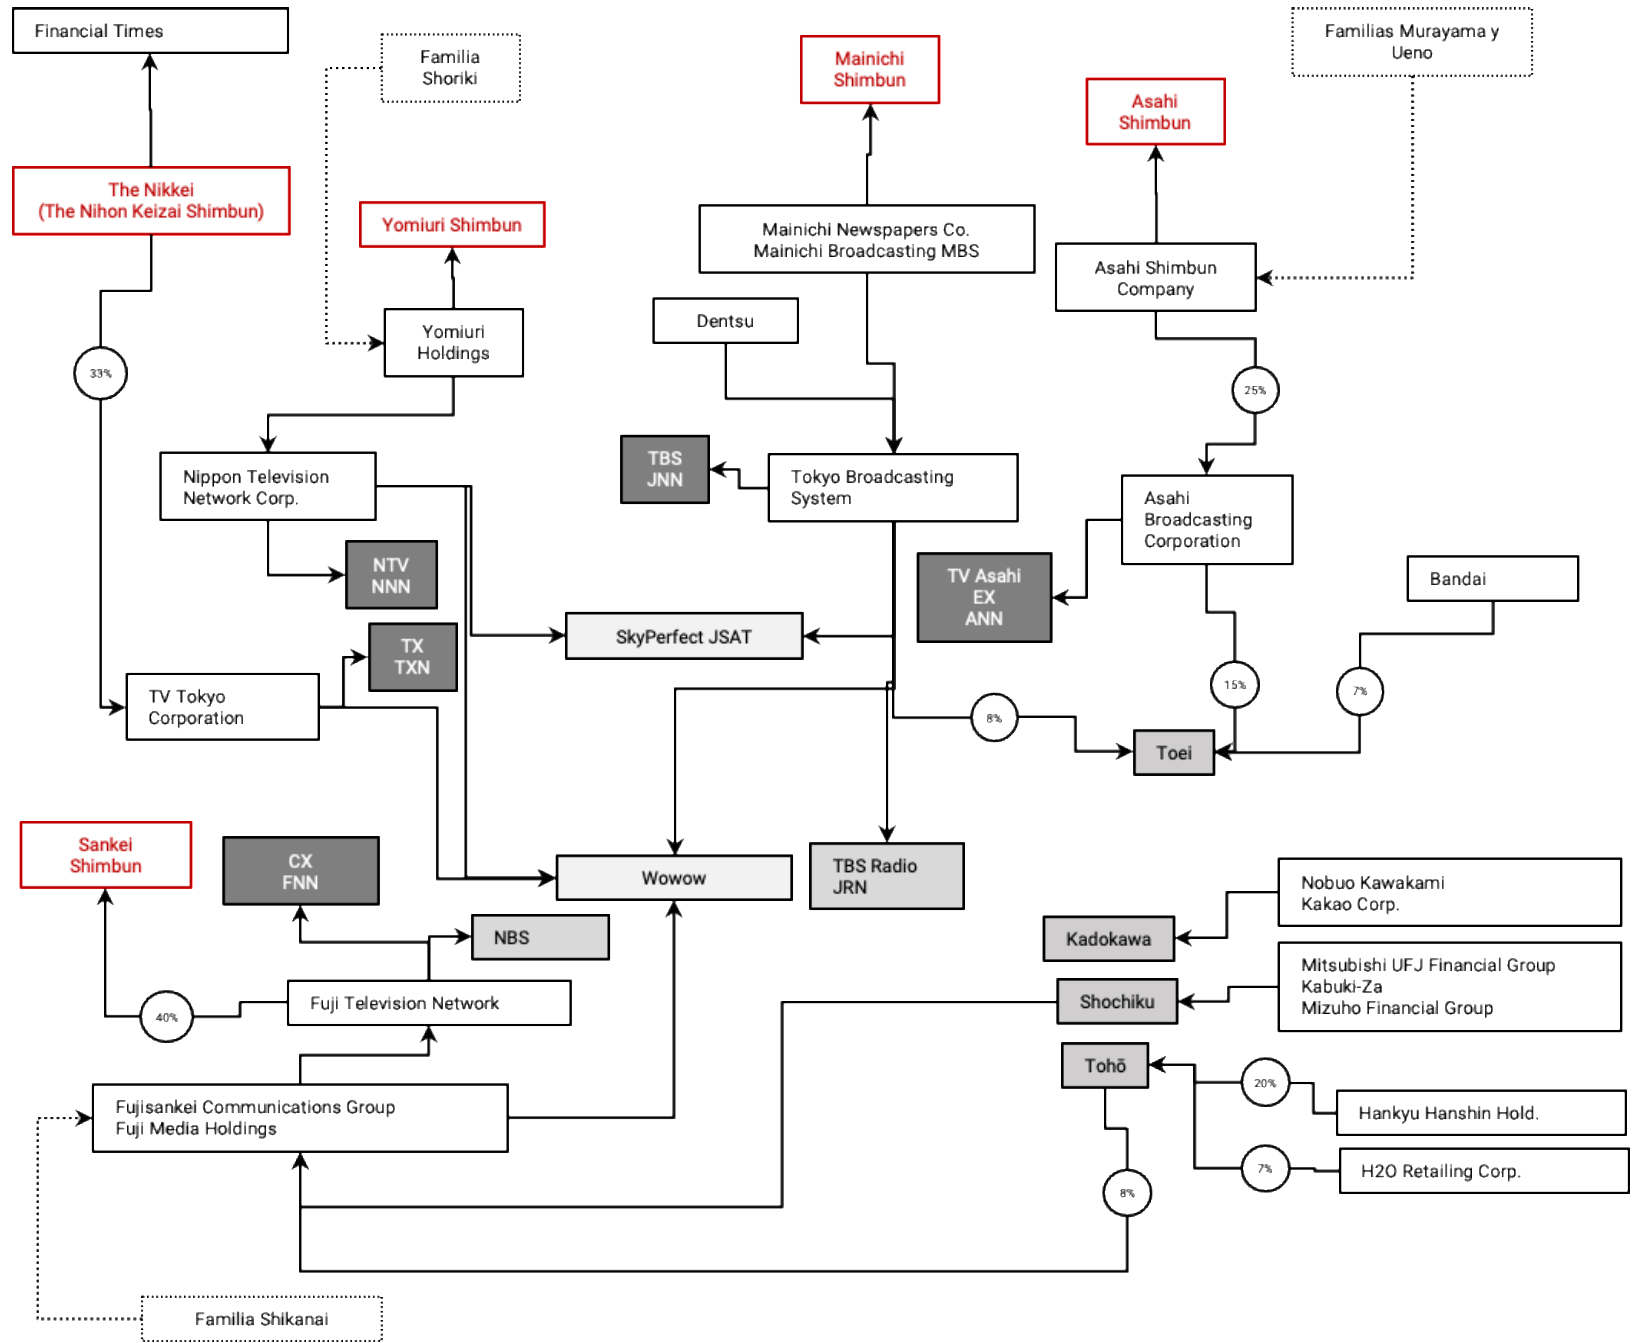 Financial Times
Familia
Shoriki
Mainichi
Shimbun
Familias Murayama y
Ueno
Asahi
Shimbun
The Nikkei
(The Nihon Keizai Shimbun)
Yomiuri Shimbun
Mainichi Newspapers Co.
Mainichi Broadcasting MBS
Asahi Shimbun
Company
Dentsu
Yomiuri
Holdings
33%
25%
Nippon Television
Network Corp.
TBS
JNN
Tokyo Broadcasting
System
Asahi
Broadcasting
Corporation
NTV
NNN
TV Asahi
EX
ANN
Bandai
SkyPerfect JSAT
TX
TXN
TV Tokyo
Corporation
15%
7%
8%
Toei
Sankei
Shimbun
CX
FNN
Wowow
TBS Radio
JRN
Nobuo Kawakami
Kakao Corp.
NBS
Kadokawa
Mitsubishi UFJ Financial Group
Kabuki-Za
Mizuho Financial Group
Fuji Television Network
40%
Shochiku
Tohō
20%
Hankyu Hanshin Hold.
Fujisankei Communications Group
Fuji Media Holdings
7%
H2O Retailing Corp.
8%
Familia Shikanai